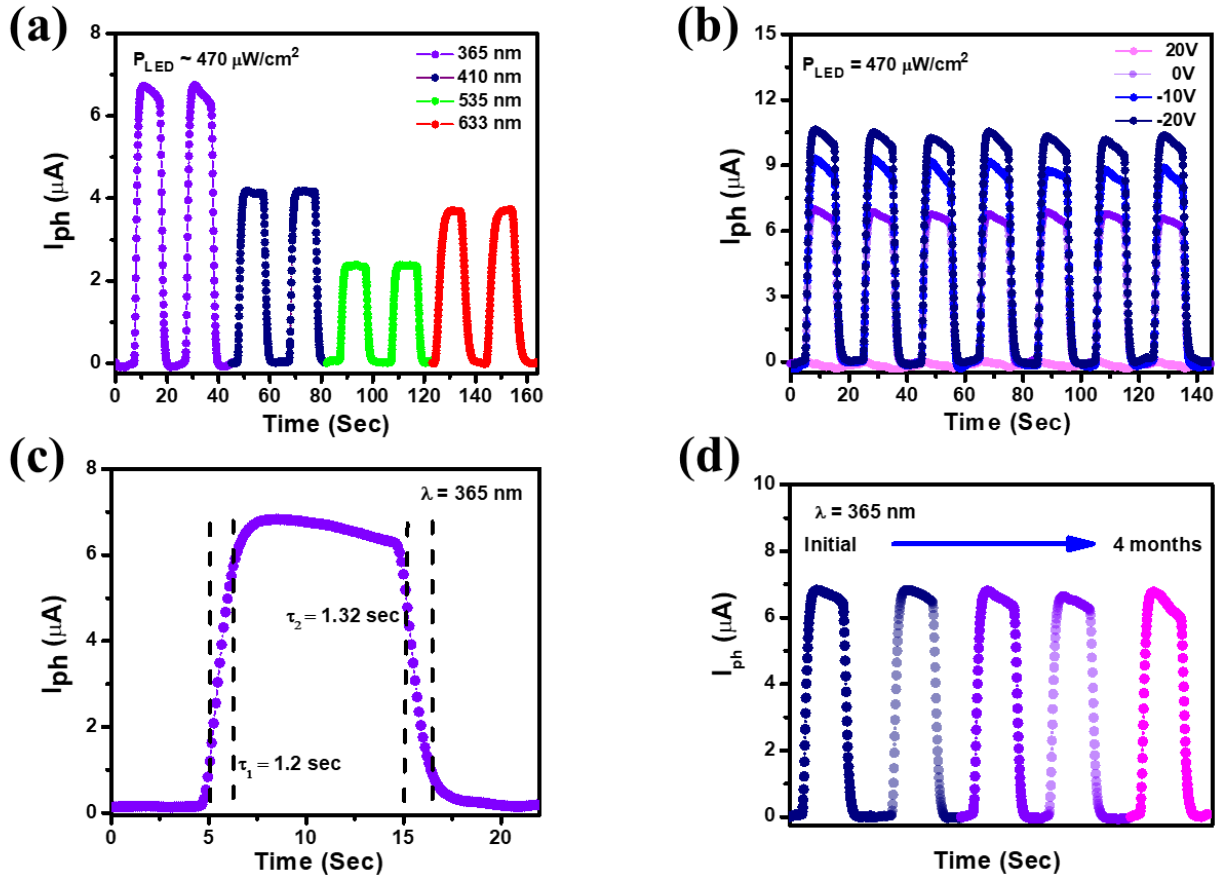 (a)
P_LED ~ 470 μW/cm²
365 nm
410 nm
535 nm
633 nm
8
6
4
2
0
Iph (μA)
0 20 40 60 80 100 120 140 160
Time (Sec)
(b)
P_LED = 470 μW/cm²
20V
0V
-10V
-20V
15
12
9
6
3
0
Iph (μA)
0 20 40 60 80 100 120 140
Time (Sec)
(c)
λ = 365 nm
8
6
4
2
0
Iph (μA)
τ₂ = 1.32 sec
τ₁ = 1.2 sec
0 5 10 15 20
Time (Sec)
(d)
λ = 365 nm
Initial 4 months
10
8
6
4
2
0
I_ph (μA)
Time (Sec)